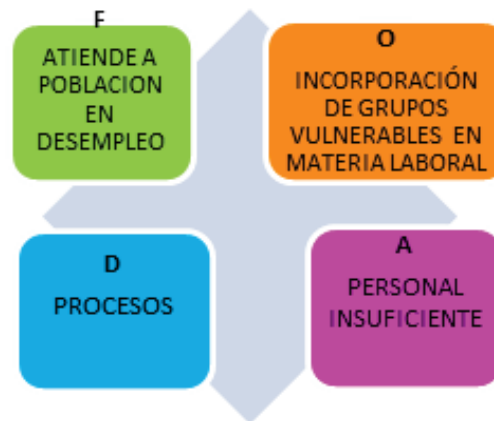 F
ATIENDE A
POBLACION
EN
DESEMPLEO
O
INCORPORACIÓN
DE GRUPOS
VULNERABLES EN
MATERIA LABORAL
D
PROCESOS
A
PERSONAL
INSUFICIENTE